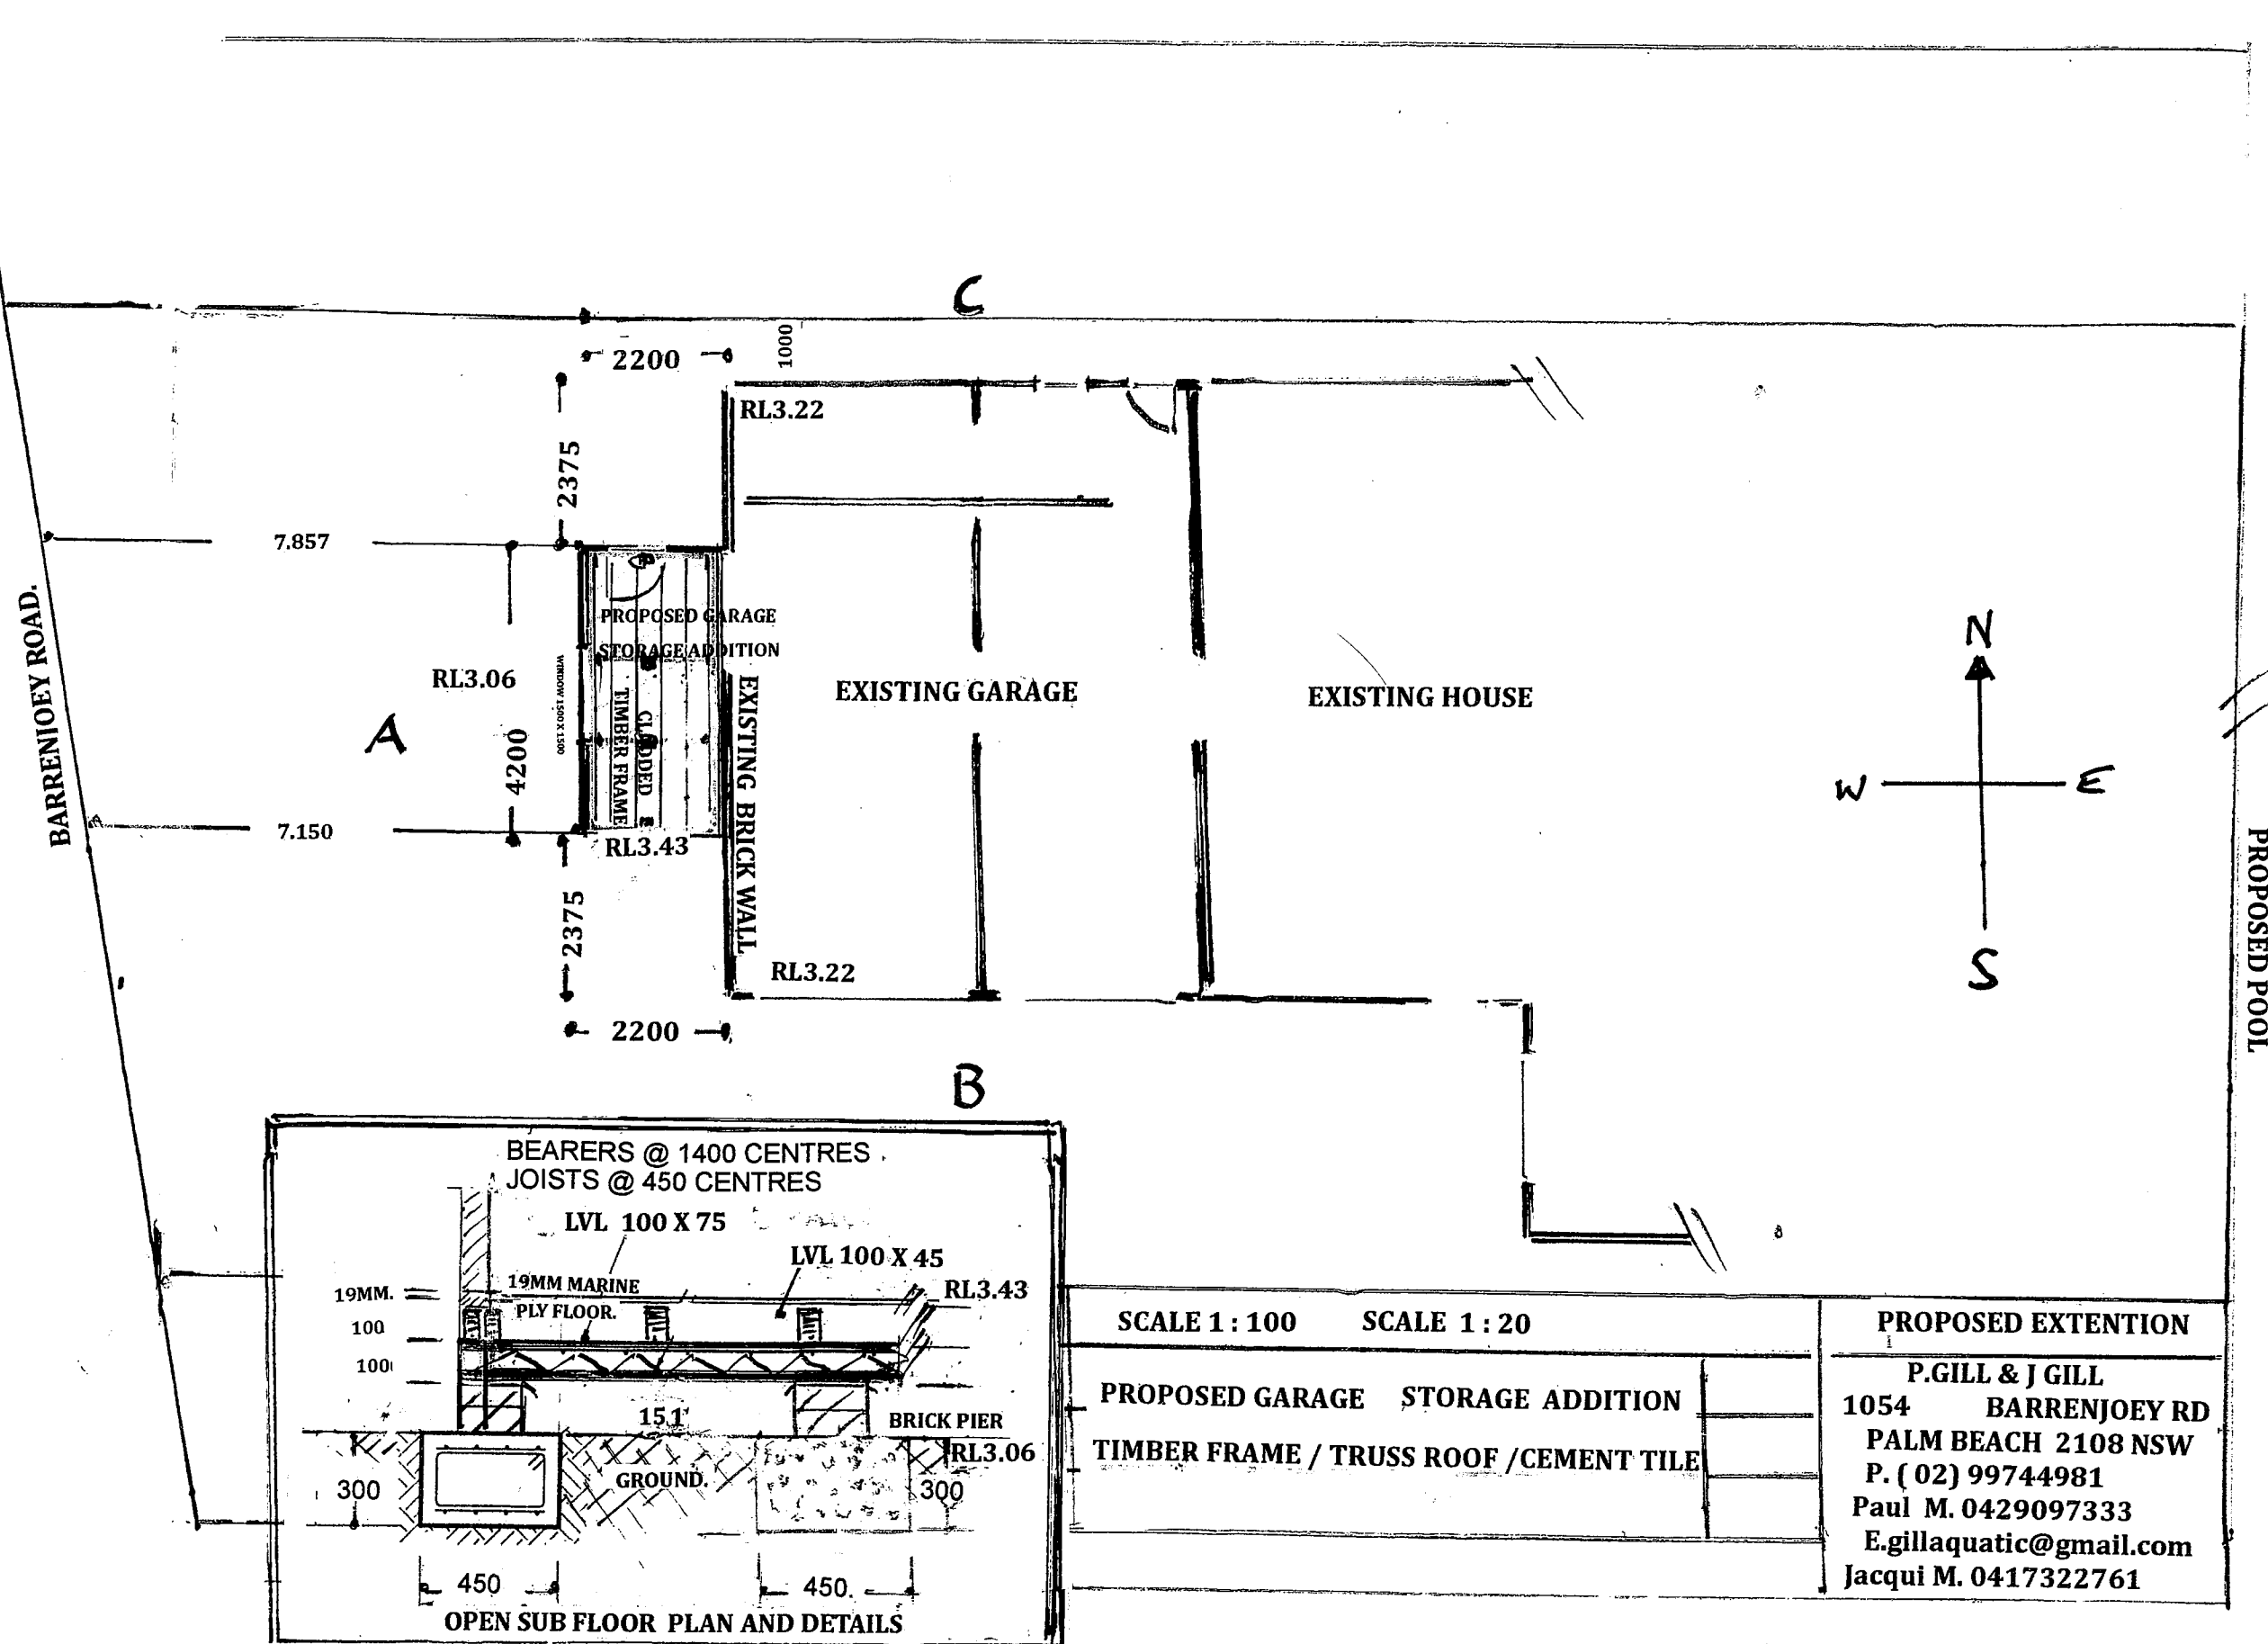 C
2200
1000
RL3.22
2375
7.857
PROPOSED GARAGE
STORAGE ADDITION
BARRENJOEY ROAD.
RL3.06
WINDOW 1500 X 1500
A
4200
CLADDED
TIMBER FRAME
EXISTING BRICK WALL
EXISTING GARAGE
EXISTING HOUSE
N
W
E
S
PROPOSED POOL
7.150
RL3.43
2375
RL3.22
2200
B
BEARERS @ 1400 CENTRES
JOISTS @ 450 CENTRES
LVL 100 X 75
LVL 100 X 45
19MM.
19MM MARINE
PLY FLOOR.
RL3.43
100
100
151
BRICK PIER
RL3.06
GROUND.
300
300
450
450.
OPEN SUB FLOOR PLAN AND DETAILS
SCALE 1 : 100 SCALE 1 : 20
PROPOSED GARAGE STORAGE ADDITION
TIMBER FRAME / TRUSS ROOF /CEMENT TILE
PROPOSED EXTENTION
P.GILL & J GILL
1054 BARRENJOEY RD
PALM BEACH 2108 NSW
P. ( 02) 99744981
Paul M. 0429097333
E.gillaquatic@gmail.com
Jacqui M. 0417322761